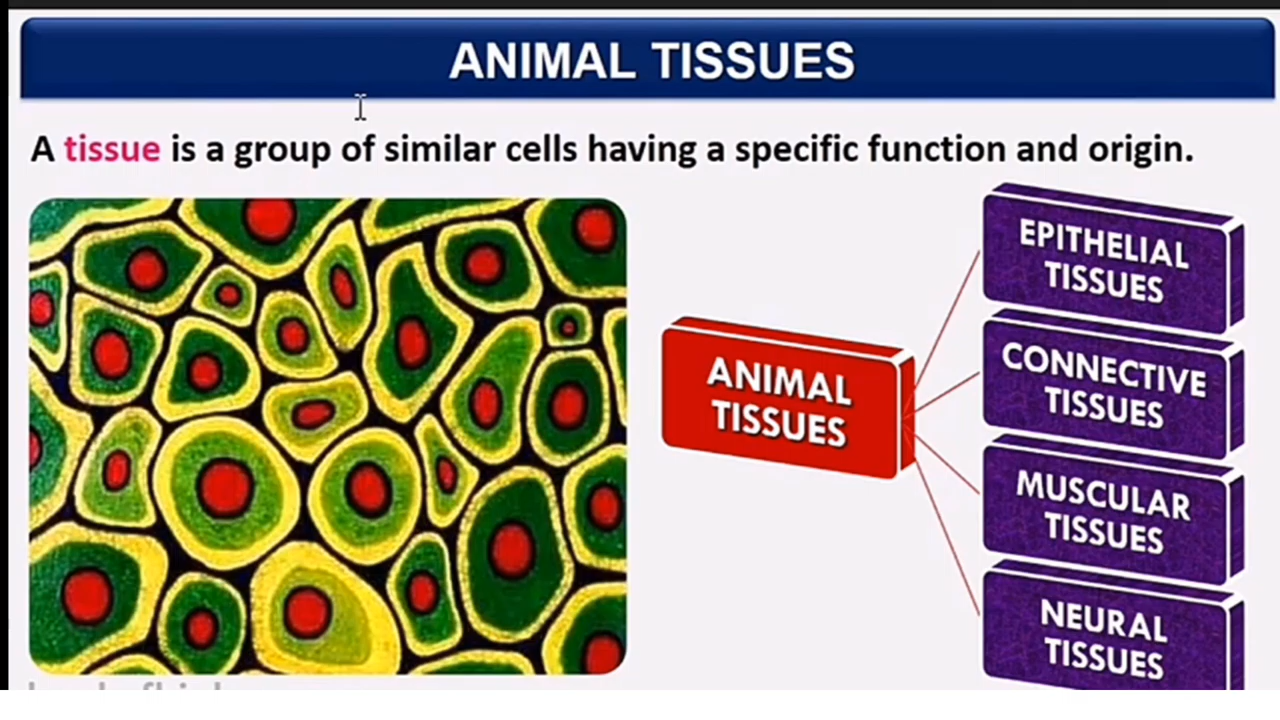 ANIMAL TISSUES
A tissue is a group of similar cells having a specific function and origin.
ANIMAL
TISSUES
EPITHELIAL
TISSUES
CONNECTIVE
TISSUES
MUSCULAR
TISSUES
NEURAL
TISSUES